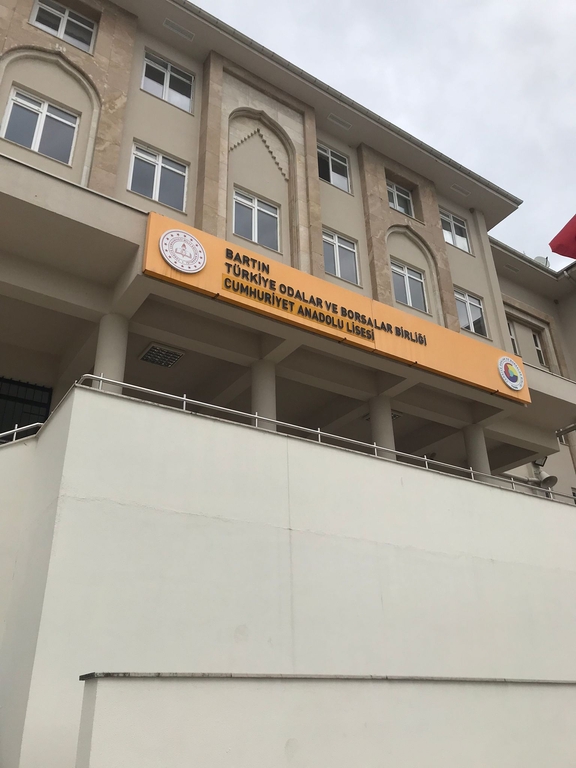 BARTIN
TÜRKİYE ODALAR VE BORSALAR BİRLİĞİ
CUMHURİYET ANADOLU LİSESİ